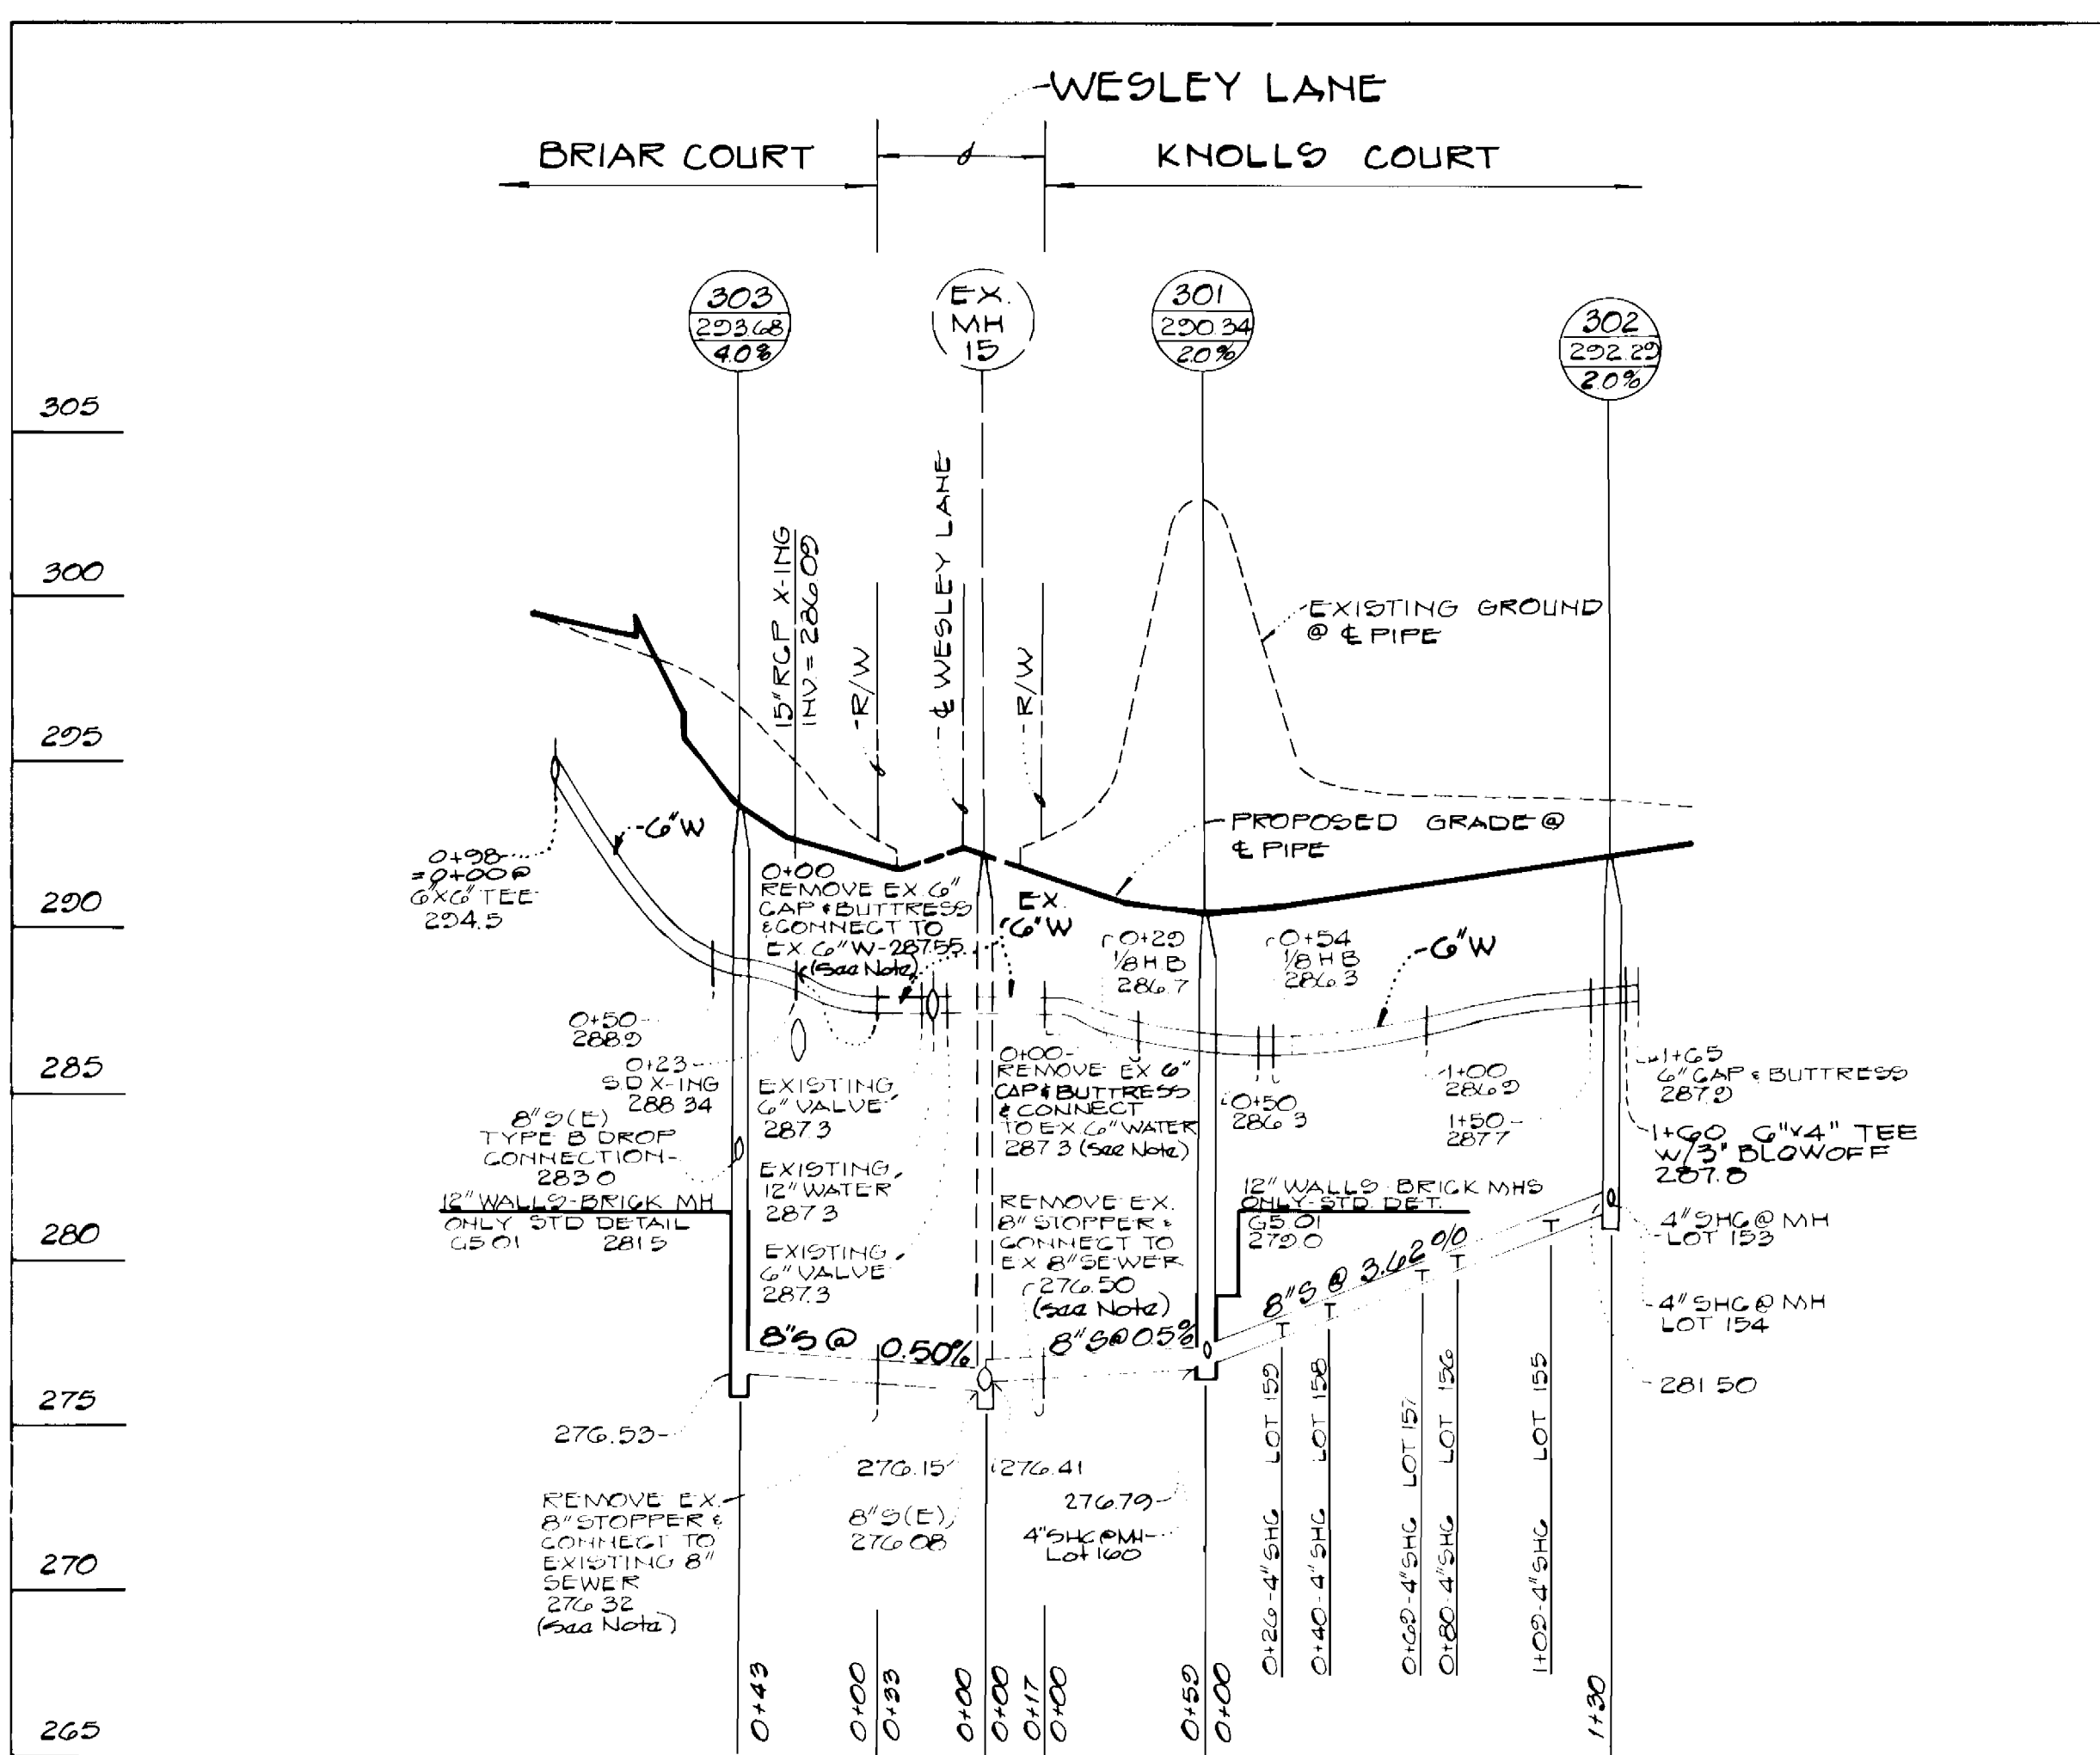 WESLEY LANE
BRIAR COURT
KNOLLS COURT
303
293.68
4.0%
EX.
MH
15
301
290.34
2.0%
302
292.29
2.0%
305
300
295
290
285
280
275
270
265
15" RCP X-ING
INV. = 286.09
R/W
℄ WESLEY LANE
R/W
EXISTING GROUND
@ ℄ PIPE
PROPOSED GRADE @
℄ PIPE
6"W
0+98
= 0+00 @
6"X6" TEE
294.5
0+00
REMOVE EX. 6"
CAP & BUTTRESS
& CONNECT TO
EX. 6"W-287.55
(See Note)
EX.
6"W
0+29
1/8 H.B
286.7
0+54
1/8 H B
286.3
6"W
0+50
288.9
0+23
S.D X-ING
288 34
8"S(E)
TYPE B DROP
CONNECTION
283 0
12" WALLS-BRICK MH
ONLY STD DETAIL
G5 01 281 5
EXISTING
6" VALVE
287.3
EXISTING
12" WATER
287.3
EXISTING
6" VALVE
287.3
0+00
REMOVE EX 6"
CAP & BUTTRESS
& CONNECT
TO EX. 6" WATER
287 3 (See Note)
REMOVE EX.
8" STOPPER &
CONNECT TO
EX 8" SEWER
276.50
(See Note)
0+50
286 3
1+00
286.9
1+50
287 7
1+65
6" CAP & BUTTRESS
287.9
1+60 6"X4" TEE
W/3" BLOWOFF
287.8
12" WALLS-BRICK MHS
ONLY-STD. DET.
G5.01
279.0
4" SHC @ MH
LOT 153
4" SHC @ MH
LOT 154
281 50
8"S @ 0.50%
8"S @ 0.5%
8"S @ 3.62%
T T T T T
276.53
276.15
276.41
8"S(E)
276 08
276.79
4" SHC @ MH
Lot 160
REMOVE EX.
8" STOPPER &
CONNECT TO
EXISTING 8"
SEWER
276 32
(See Note)
0+26-4" SHC LOT 159
0+40-4" SHC LOT 158
0+69-4" SHC LOT 157
0+80-4" SHC LOT 156
1+09-4" SHC LOT 155
0+43
0+00
0+33
0+00
0+00
0+17
0+00
0+59
0+00
1+30